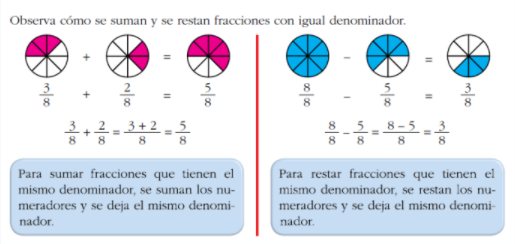 Observa cómo se suman y se restan fracciones con igual denominador.
+ =
3/8 + 2/8 = 5/8
3/8 + 2/8 = 3 + 2/8 = 5/8
Para sumar fracciones que tienen el
mismo denominador, se suman los nu-
meradores y se deja el mismo denomi-
nador.
- =
8/8 - 5/8 = 3/8
8/8 - 5/8 = 8 - 5/8 = 3/8
Para restar fracciones que tienen el
mismo denominador, se restan los nu-
meradores y se deja el mismo denomi-
nador.